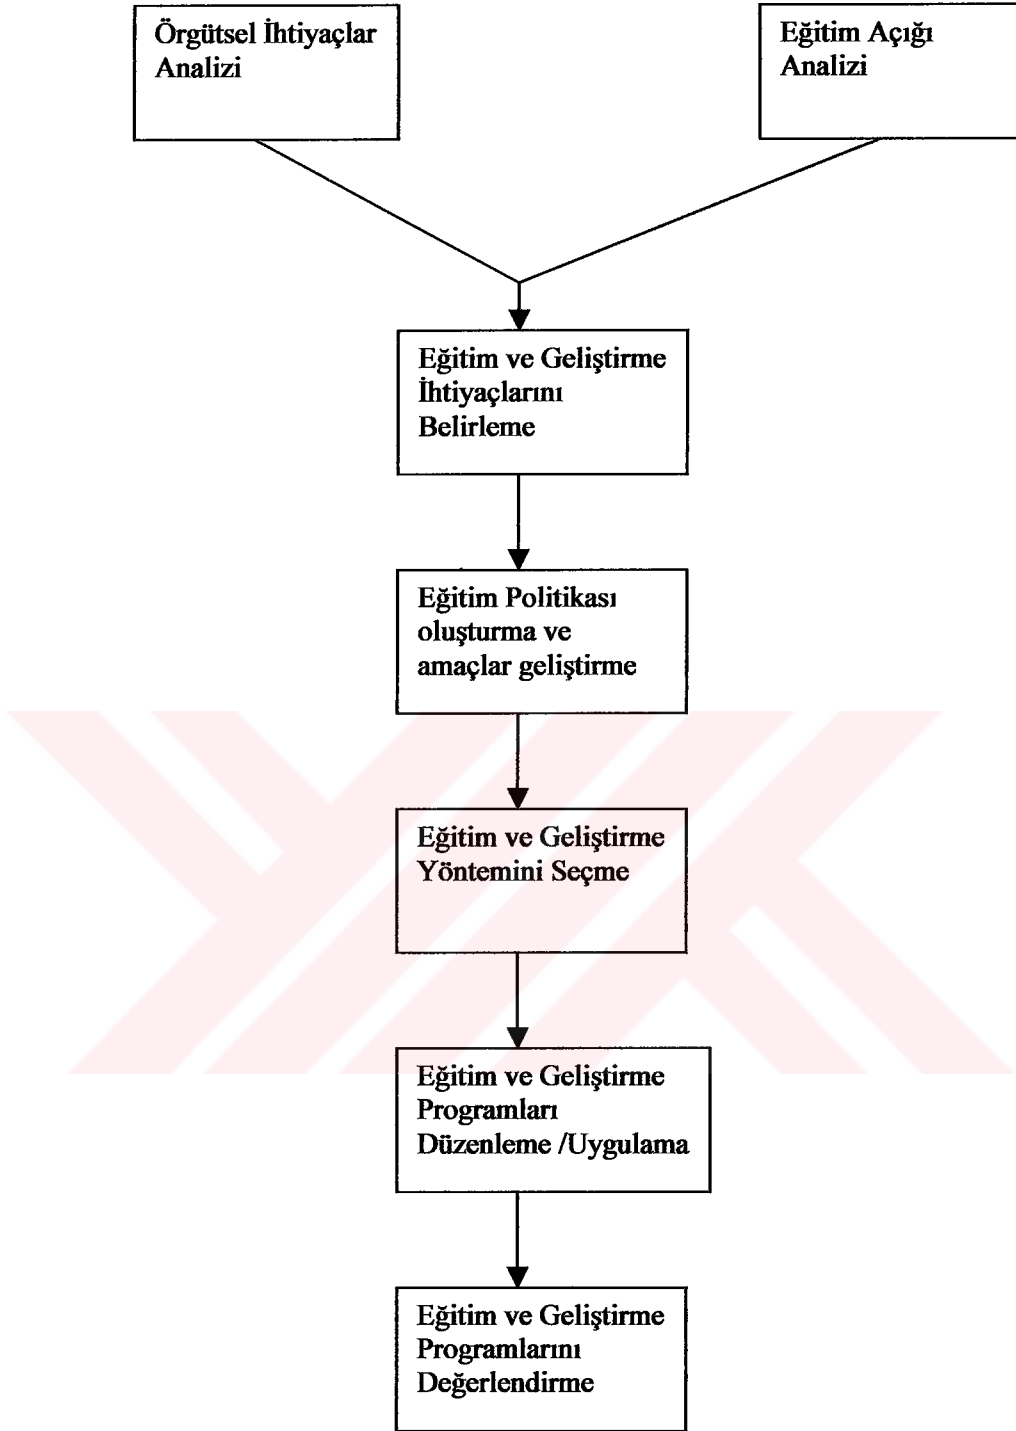 Örgütsel İhtiyaçlar
Analizi
Eğitim Açığı
Analizi
Eğitim ve Geliştirme
İhtiyaçlarını
Belirleme
Eğitim Politikası
oluşturma ve
amaçlar geliştirme
Eğitim ve Geliştirme
Yöntemini Seçme
Eğitim ve Geliştirme
Programları
Düzenleme /Uygulama
Eğitim ve Geliştirme
Programlarını
Değerlendirme